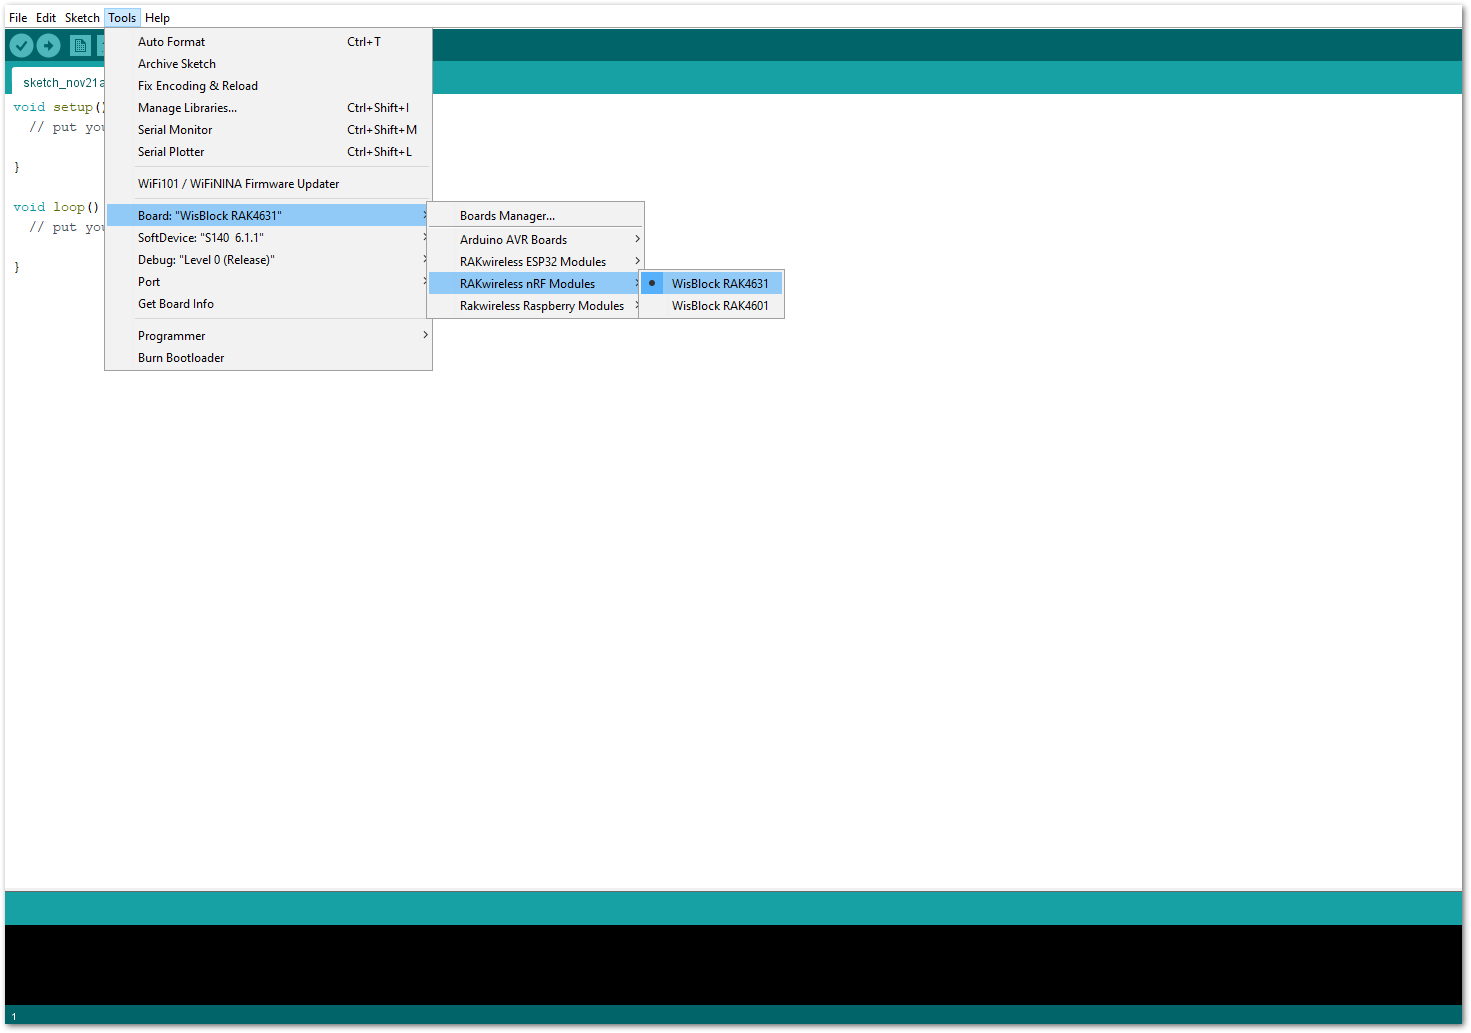 File Edit Sketch Tools Help
sketch_nov21a
void setup()
// put you
}
void loop()
// put you
}
Auto Format Ctrl+T
Archive Sketch
Fix Encoding & Reload
Manage Libraries... Ctrl+Shift+I
Serial Monitor Ctrl+Shift+M
Serial Plotter Ctrl+Shift+L
WiFi101 / WiFiNINA Firmware Updater
Board: "WisBlock RAK4631"
SoftDevice: "S140 6.1.1"
Debug: "Level 0 (Release)"
Port
Get Board Info
Programmer
Burn Bootloader
Boards Manager...
Arduino AVR Boards
RAKwireless ESP32 Modules
RAKwireless nRF Modules
Rakwireless Raspberry Modules
WisBlock RAK4631
WisBlock RAK4601
1